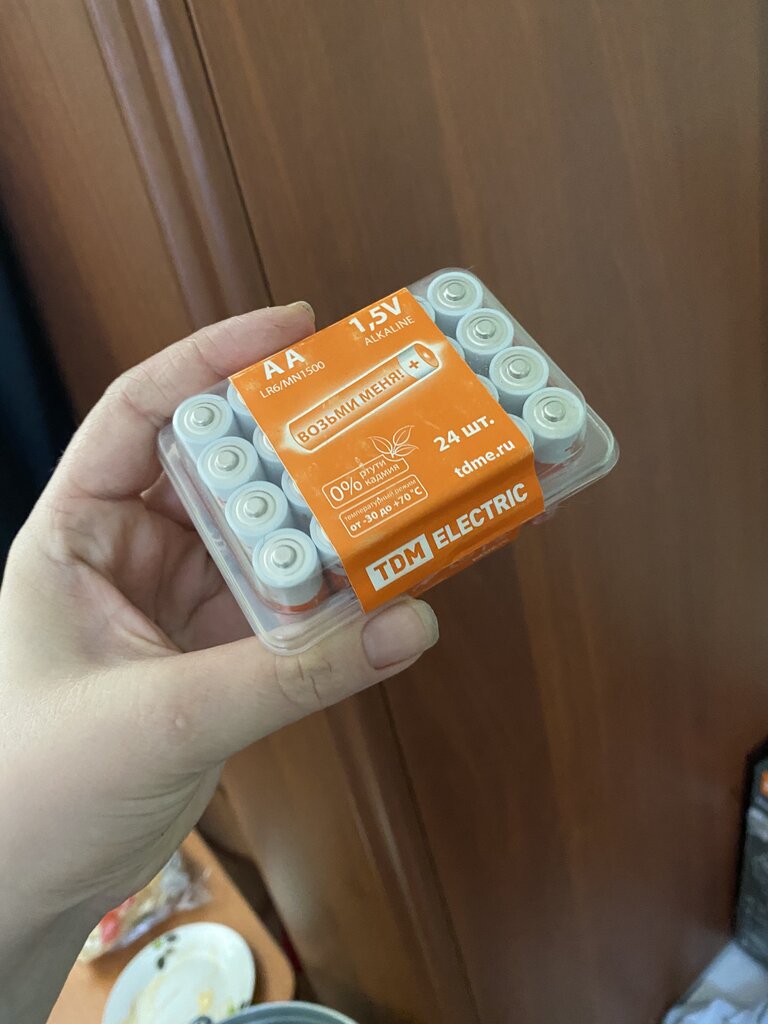 AA
LR6/MN1500
1,5V
ALKALINE
ВОЗЬМИ МЕНЯ!
+
0% ртути
кадмия
температурный режим
от -30 до +70 °C
24 шт.
tdme.ru
TDM ELECTRIC